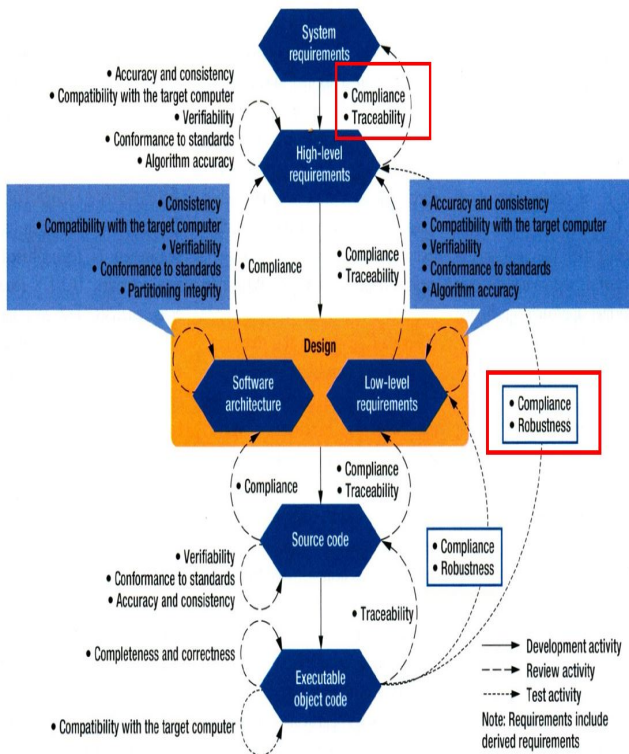 System
requirements
• Accuracy and consistency
• Compatibility with the target computer
• Verifiability
• Conformance to standards
• Algorithm accuracy
• Compliance
• Traceability
High-level
requirements
• Consistency
• Compatibility with the target computer
• Verifiability
• Conformance to standards
• Partitioning integrity
• Compliance
• Compliance
• Traceability
• Accuracy and consistency
• Compatibility with the target computer
• Verifiability
• Conformance to standards
• Algorithm accuracy
Design
Software
architecture
Low-level
requirements
• Compliance
• Robustness
• Compliance
• Compliance
• Traceability
Source code
• Compliance
• Robustness
• Verifiability
• Conformance to standards
• Accuracy and consistency
• Traceability
• Completeness and correctness
Executable
object code
• Compatibility with the target computer
Development activity
Review activity
Test activity
Note: Requirements include
derived requirements